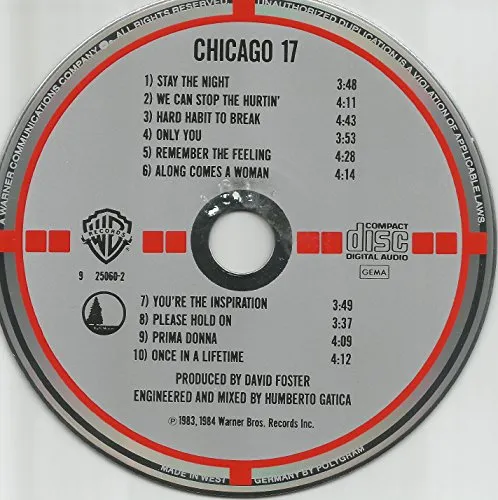 A WARNER COMMUNICATIONS COMPANY ALL RIGHTS RESERVED
UNAUTHORIZED DUPLICATION IS A VIOLATION OF APPLICABLE LAWS
CHICAGO 17
1) STAY THE NIGHT 3:48
2) WE CAN STOP THE HURTIN' 4:11
3) HARD HABIT TO BREAK 4:43
4) ONLY YOU 3:53
5) REMEMBER THE FEELING 4:28
6) ALONG COMES A WOMAN 4:14
WB
RECORDS
9 25060-2
COMPACT
disc
DIGITAL AUDIO
GEMA
7) YOU'RE THE INSPIRATION 3:49
8) PLEASE HOLD ON 3:37
9) PRIMA DONNA 4:09
10) ONCE IN A LIFETIME 4:12
PRODUCED BY DAVID FOSTER
ENGINEERED AND MIXED BY HUMBERTO GATICA
℗ 1983, 1984 Warner Bros. Records Inc.
MADE IN WEST GERMANY BY POLYGRAM